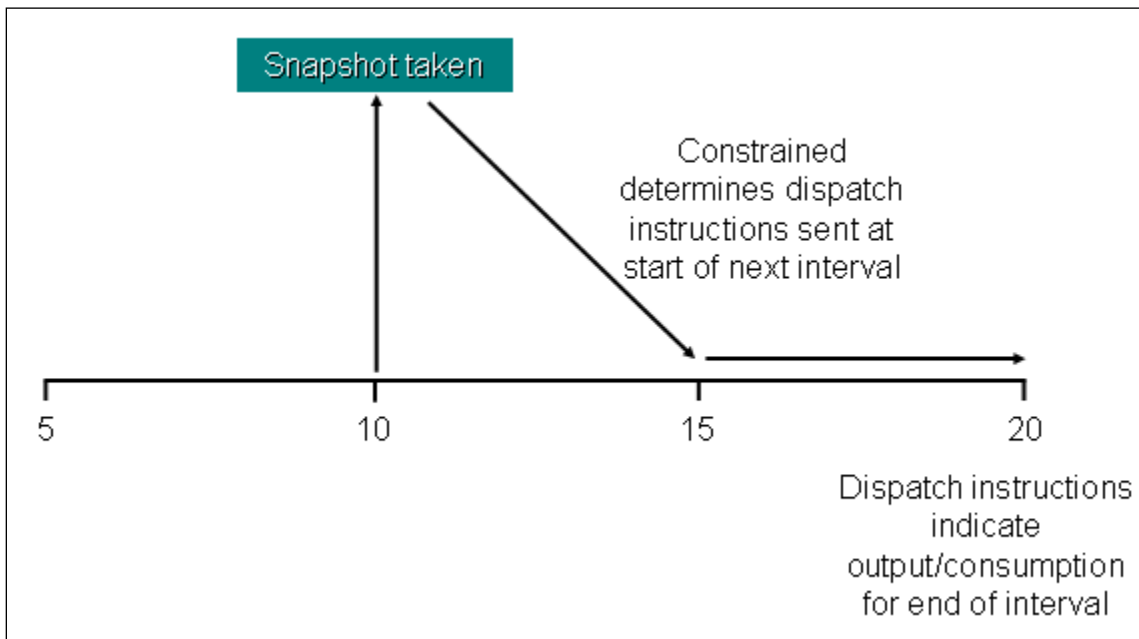 Snapshot taken
Constrained
determines dispatch
instructions sent at
start of next interval
5
10
15
20
Dispatch instructions
indicate
output/consumption
for end of interval